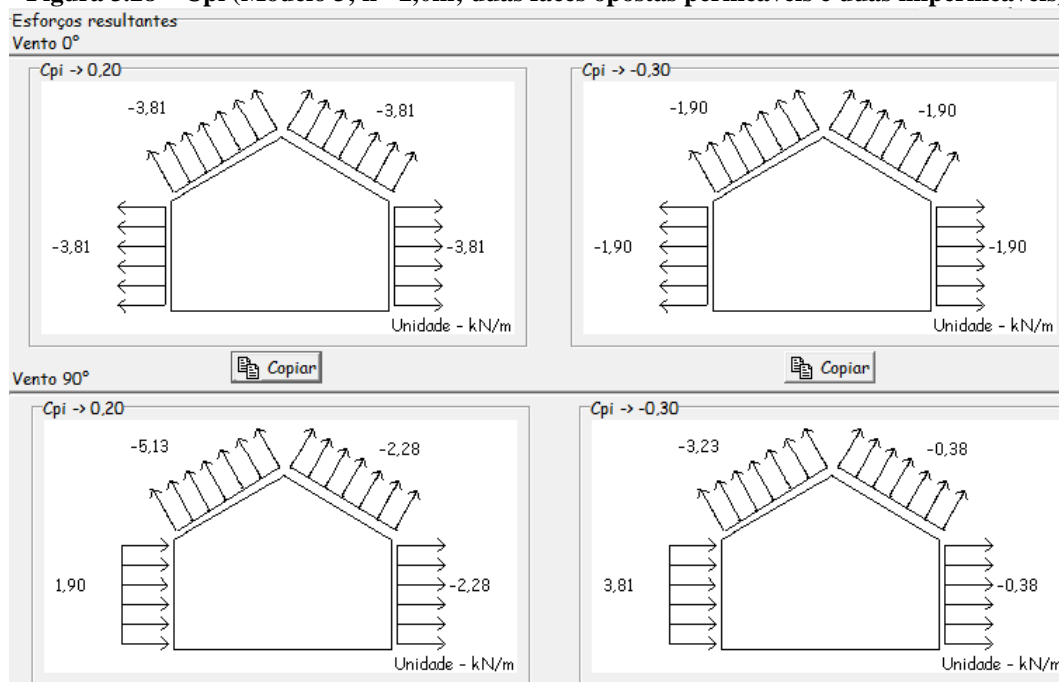 Esforços resultantes
Vento 0°
Cpi -> 0,20
-3,81
-3,81
-3,81
-3,81
Unidade - kN/m
Copiar
Cpi -> -0,30
-1,90
-1,90
-1,90
-1,90
Unidade - kN/m
Copiar
Vento 90°
Cpi -> 0,20
-5,13
-2,28
1,90
-2,28
Unidade - kN/m
Cpi -> -0,30
-3,23
-0,38
3,81
-0,38
Unidade - kN/m